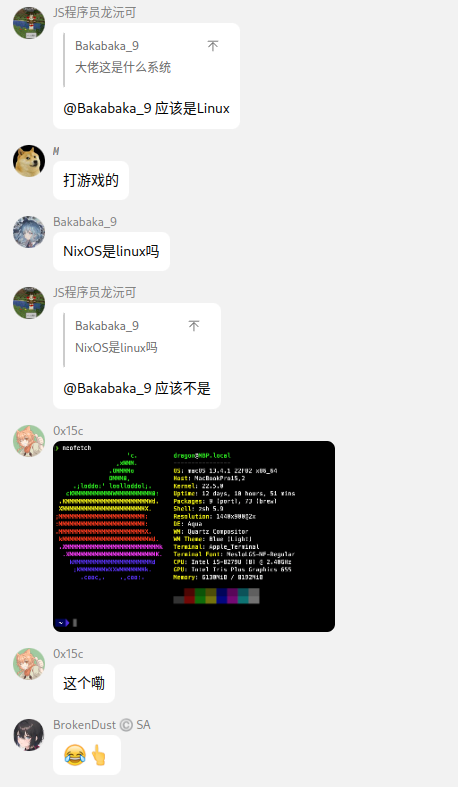 JS程序员龙沅可
Bakabaka_9
大佬这是什么系统
@Bakabaka_9 应该是Linux
M
打游戏的
Bakabaka_9
NixOS是linux吗
JS程序员龙沅可
Bakabaka_9
NixOS是linux吗
@Bakabaka_9 应该不是
0x15c
neofetch
dragon@MBP.local
OS: macOS 13.4.1 22F82 x86_64
Host: MacBookPro15,2
Kernel: 22.5.0
Uptime: 12 days, 10 hours, 51 mins
Packages: 9 (port), 73 (brew)
Shell: zsh 5.9
Resolution: 1440x900@2x
DE: Aqua
WM: Quartz Compositor
WM Theme: Blue (Light)
Terminal: Apple_Terminal
Terminal Font: MesloLGS-NF-Regular
CPU: Intel i5-8279U (8) @ 2.40GHz
GPU: Intel Iris Plus Graphics 655
Memory: 6130MiB / 8192MiB
~
0x15c
这个嘞
BrokenDust © SA
😂👆